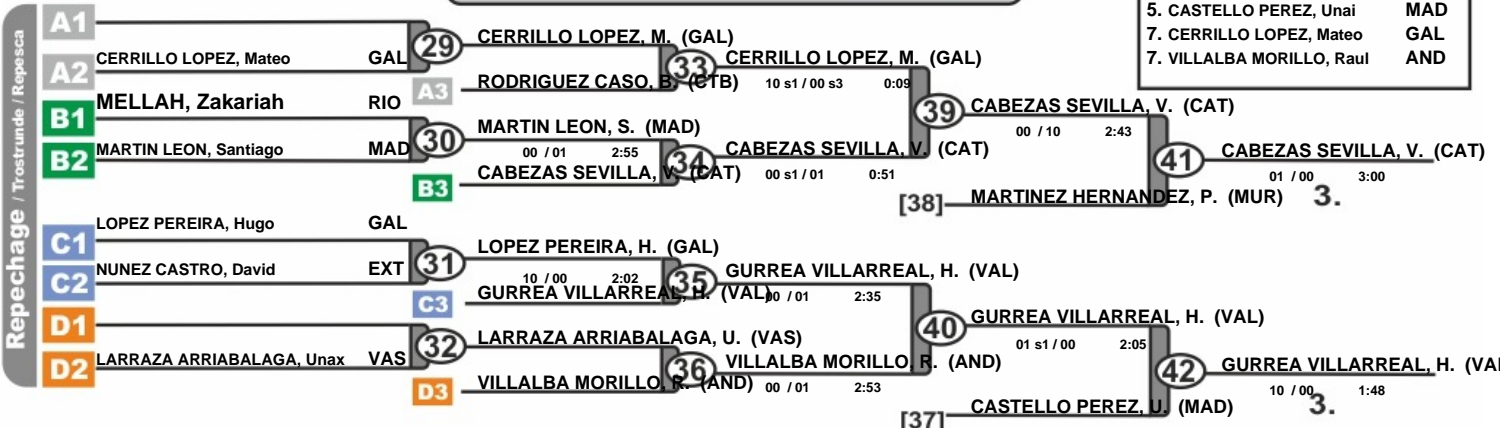 5. CASTELLO PEREZ, Unai MAD
7. CERRILLO LOPEZ, Mateo GAL
7. VILLALBA MORILLO, Raul AND
Repechage / Trostrunde / Repesca
A1
A2 CERRILLO LOPEZ, Mateo GAL
B1 MELLAH, Zakariah RIO
B2 MARTIN LEON, Santiago MAD
C1 LOPEZ PEREIRA, Hugo GAL
C2 NUNEZ CASTRO, David EXT
D1
D2 LARRAZA ARRIABALAGA, Unax VAS
29
CERRILLO LOPEZ, M. (GAL)
A3 RODRIGUEZ CASO, B. (CTB)
30
MARTIN LEON, S. (MAD)
00 / 01 2:55
B3 CABEZAS SEVILLA, V. (CAT)
31
LOPEZ PEREIRA, H. (GAL)
10 / 00 2:02
C3 GURREA VILLARREAL, H. (VAL)
32
LARRAZA ARRIABALAGA, U. (VAS)
D3 VILLALBA MORILLO, R. (AND)
33
CERRILLO LOPEZ, M. (GAL)
10 s1 / 00 s3 0:09
34
CABEZAS SEVILLA, V. (CAT)
00 s1 / 01 0:51
35
GURREA VILLARREAL, H. (VAL)
00 / 01 2:35
36
VILLALBA MORILLO, R. (AND)
00 / 01 2:53
39
CABEZAS SEVILLA, V. (CAT)
00 / 10 2:43
[38] MARTINEZ HERNANDEZ, P. (MUR)
40
GURREA VILLARREAL, H. (VAL)
01 s1 / 00 2:05
[37] CASTELLO PEREZ, U. (MAD)
41
CABEZAS SEVILLA, V. (CAT)
01 / 00 3:00
3.
42
GURREA VILLARREAL, H. (VAL
10 / 00 1:48
3.